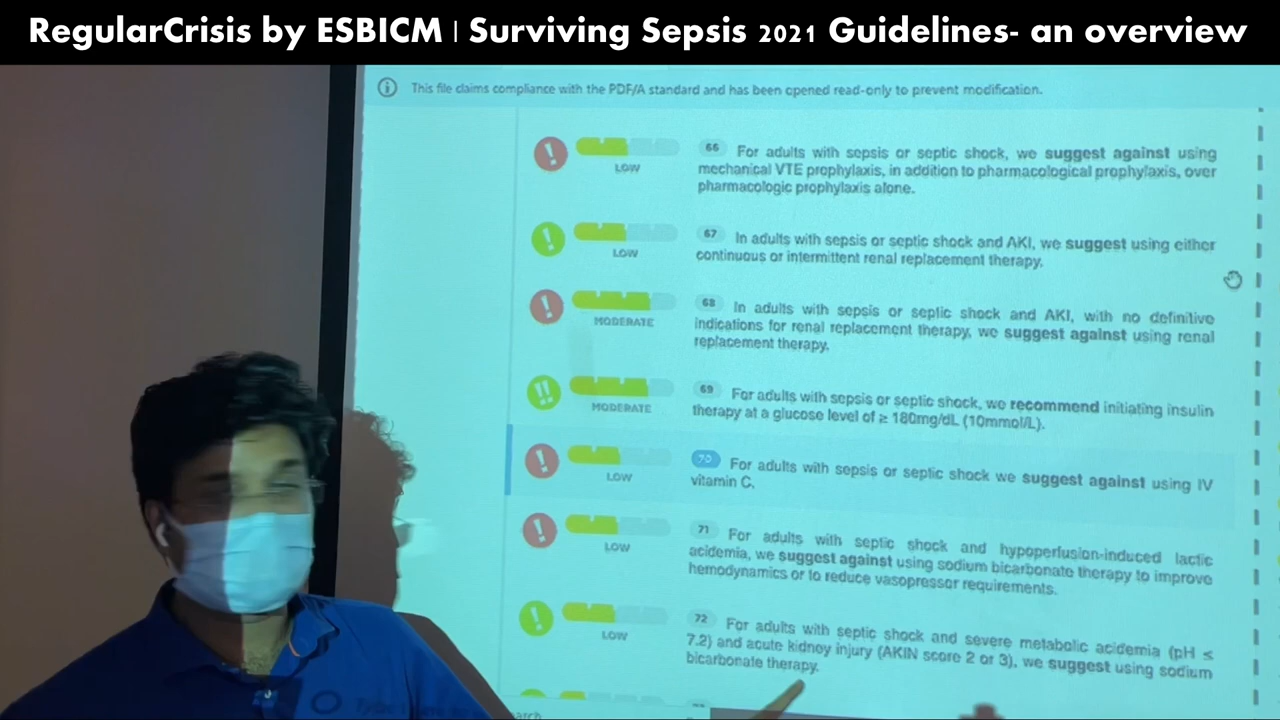 RegularCrisis by ESBICM | Surviving Sepsis 2021 Guidelines- an overview
This file claims compliance with the PDF/A standard and has been opened read-only to prevent modification.
LOW
66 For adults with sepsis or septic shock, we suggest against using
mechanical VTE prophylaxis, in addition to pharmacological prophylaxis, over
pharmacologic prophylaxis alone.
LOW
67 In adults with sepsis or septic shock and AKI, we suggest using either
continuous or intermittent renal replacement therapy.
MODERATE
68 In adults with sepsis or septic shock and AKI, with no definitive
indications for renal replacement therapy, we suggest against using renal
replacement therapy.
MODERATE
69 For adults with sepsis or septic shock, we recommend initiating insulin
therapy at a glucose level of ≥ 180mg/dL (10mmol/L).
LOW
70 For adults with sepsis or septic shock we suggest against using IV
vitamin C.
LOW
71 For adults with septic shock and hypoperfusion-induced lactic
acidemia, we suggest against using sodium bicarbonate therapy to improve
hemodynamics or to reduce vasopressor requirements.
LOW
72 For adults with septic shock and severe metabolic acidemia (pH ≤
7.2) and acute kidney injury (AKIN score 2 or 3), we suggest using sodium
bicarbonate therapy.